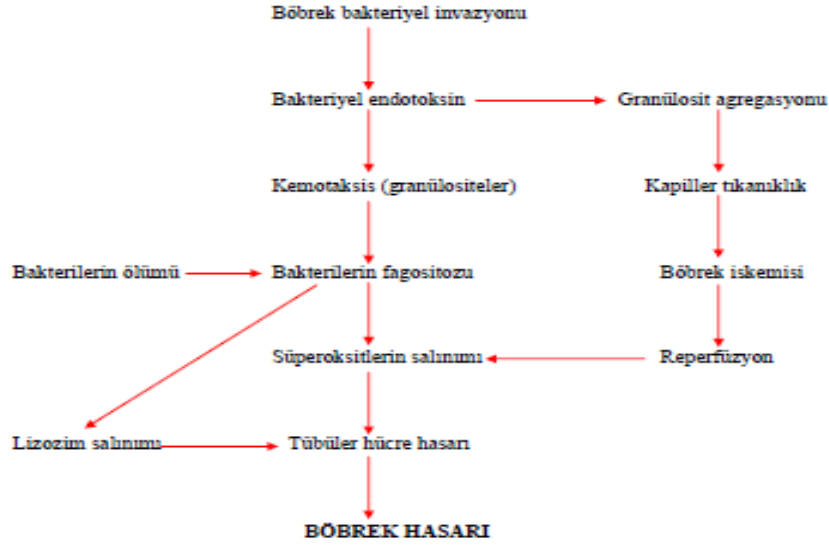 Böbrek bakteriyel invazyonu
Bakteriyel endotoksin
Granülosit agregasyonu
Kemotaksis (granülositeler)
Kapiller tıkanıklık
Bakterilerin ölümü
Bakterilerin fagositozu
Böbrek iskemisi
Süperoksitlerin salınımı
Reperfüzyon
Lizozim salınımı
Tübüler hücre hasarı
BÖBREK HASARI